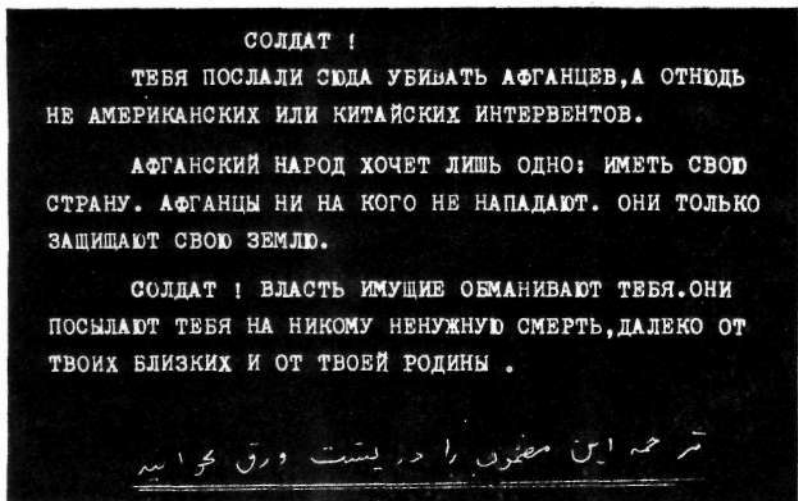 СОЛДАТ !
ТЕБЯ ПОСЛАЛИ СЮДА УБИВАТЬ АФГАНЦЕВ,А ОТНЮДЬ
НЕ АМЕРИКАНСКИХ ИЛИ КИТАЙСКИХ ИНТЕРВЕНТОВ.
АФГАНСКИЙ НАРОД ХОЧЕТ ЛИШЬ ОДНО: ИМЕТЬ СВОЮ
СТРАНУ. АФГАНЦЫ НИ НА КОГО НЕ НАПАДАЮТ. ОНИ ТОЛЬКО
ЗАЩИЩАЮТ СВОЮ ЗЕМЛЮ.
СОЛДАТ ! ВЛАСТЬ ИМУЩИЕ ОБМАНИВАЮТ ТЕБЯ.ОНИ
ПОСЫЛАЮТ ТЕБЯ НА НИКОМУ НЕНУЖНУЮ СМЕРТЬ,ДАЛЕКО ОТ
ТВОИХ БЛИЗКИХ И ОТ ТВОЕЙ РОДИНЫ .
ترجمه این مضمون را در پشت ورق بخوانید